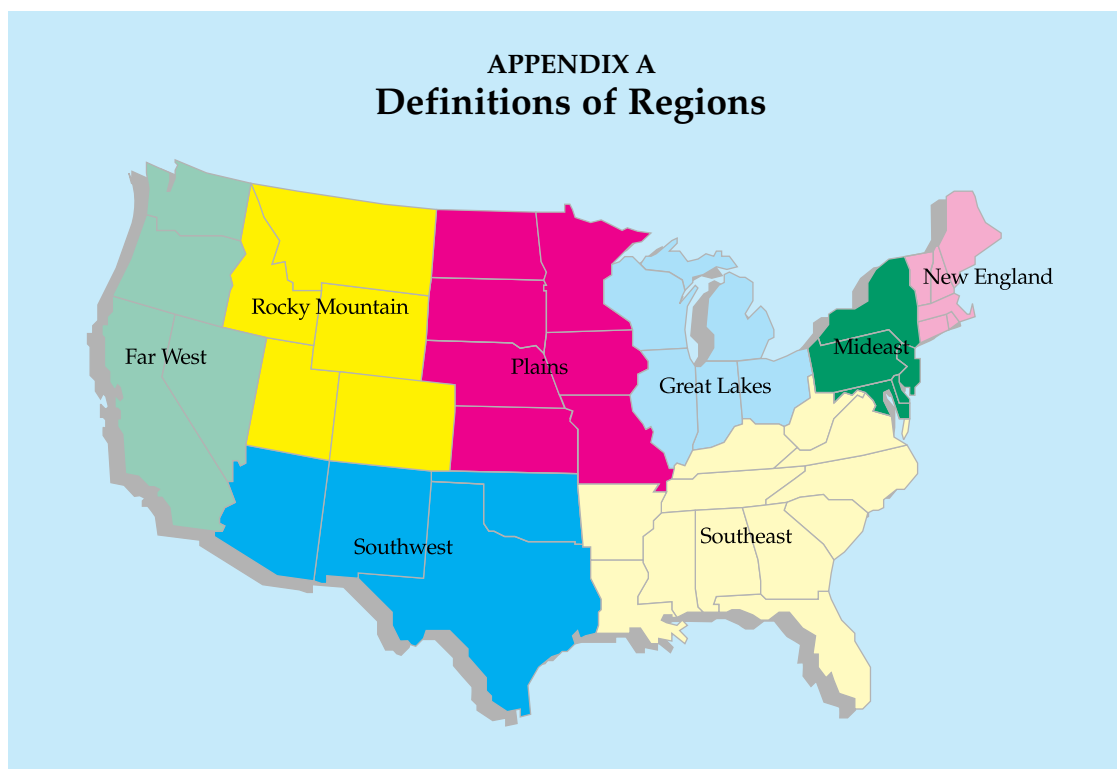 APPENDIX A
Definitions of Regions
New England
Rocky Mountain
Mideast
Far West
Plains
Great Lakes
Southeast
Southwest